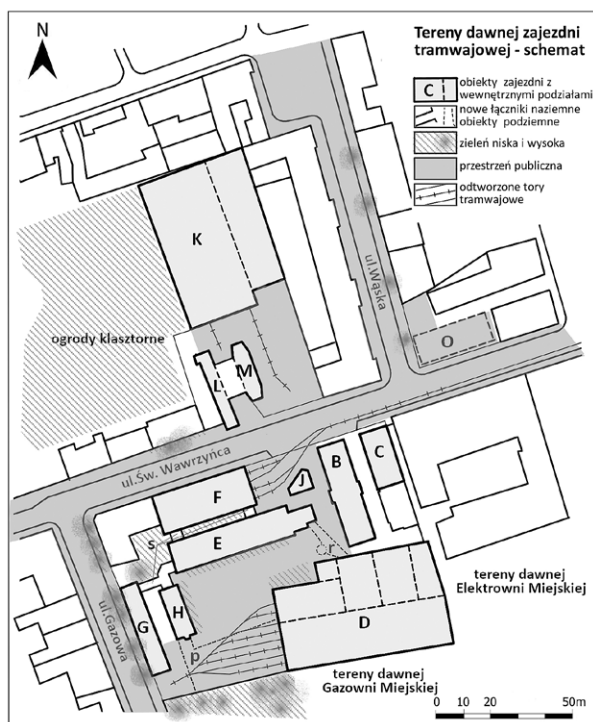 N
Tereny dawnej zajezdni
tramwajowej - schemat
C
obiekty zajezdni z
wewnętrznymi podziałami
nowe łączniki naziemne
obiekty podziemne
zieleń niska i wysoka
przestrzeń publiczna
odtworzone tory
tramwajowe
K
ul.Wąska
ogrody klasztorne
O
L
M
ul.Św. Wawrzyńca
B
C
J
F
E
s
r
tereny dawnej
Elektrowni Miejskiej
ul.Gazowa
G
H
D
p
tereny dawnej
Gazowni Miejskiej
0 10 20 50m